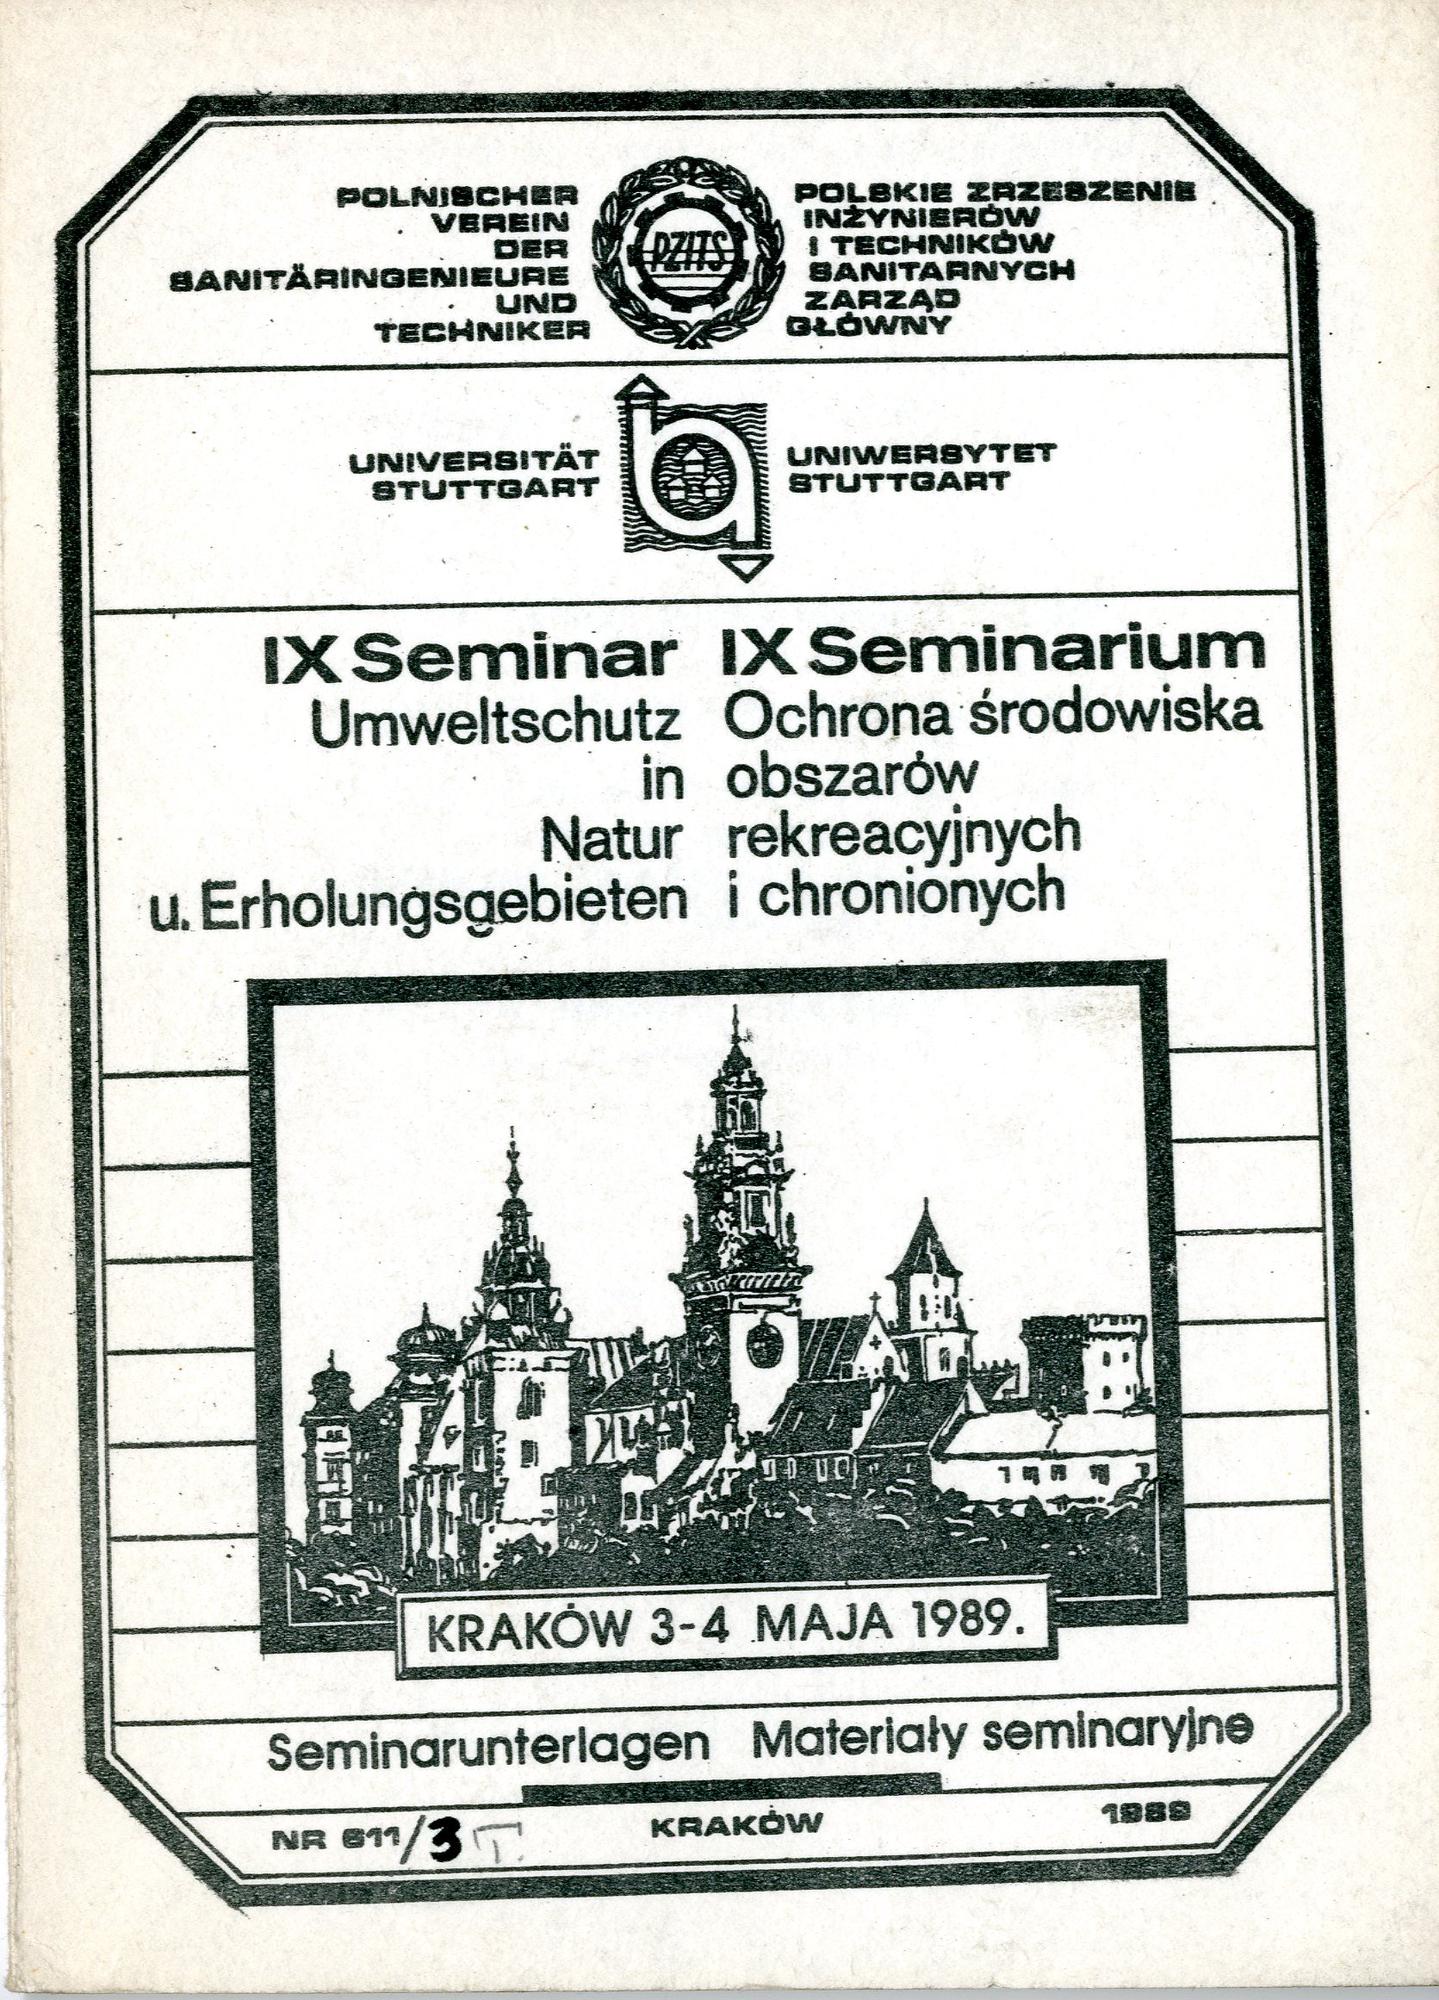 POLNISCHER
VEREIN
DER
SANITÄRINGENIEURE
UND
TECHNIKER
PZITS
POLSKIE ZRZESZENIE
INŻYNIERÓW
I TECHNIKÓW
SANITARNYCH
ZARZĄD
GŁÓWNY
UNIVERSITÄT
STUTTGART
UNIWERSYTET
STUTTGART
IX Seminar
Umweltschutz
in
Natur
u. Erholungsgebieten
IX Seminarium
Ochrona środowiska
obszarów
rekreacyjnych
i chronionych
KRAKÓW 3-4 MAJA 1989.
Seminarunterlagen Materiały seminaryjne
NR 611/3 T. KRAKÓW 1989